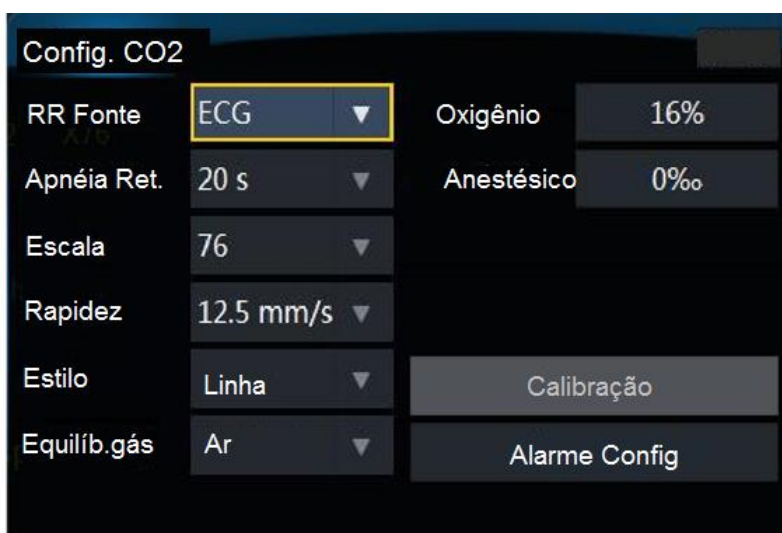 Config. CO2
RR Fonte ECG ▼ Oxigênio 16%
Apnéia Ret. 20 s ▼ Anestésico 0‰
Escala 76 ▼
Rapidez 12.5 mm/s ▼
Estilo Linha ▼ Calibração
Equilíb.gás Ar ▼ Alarme Config